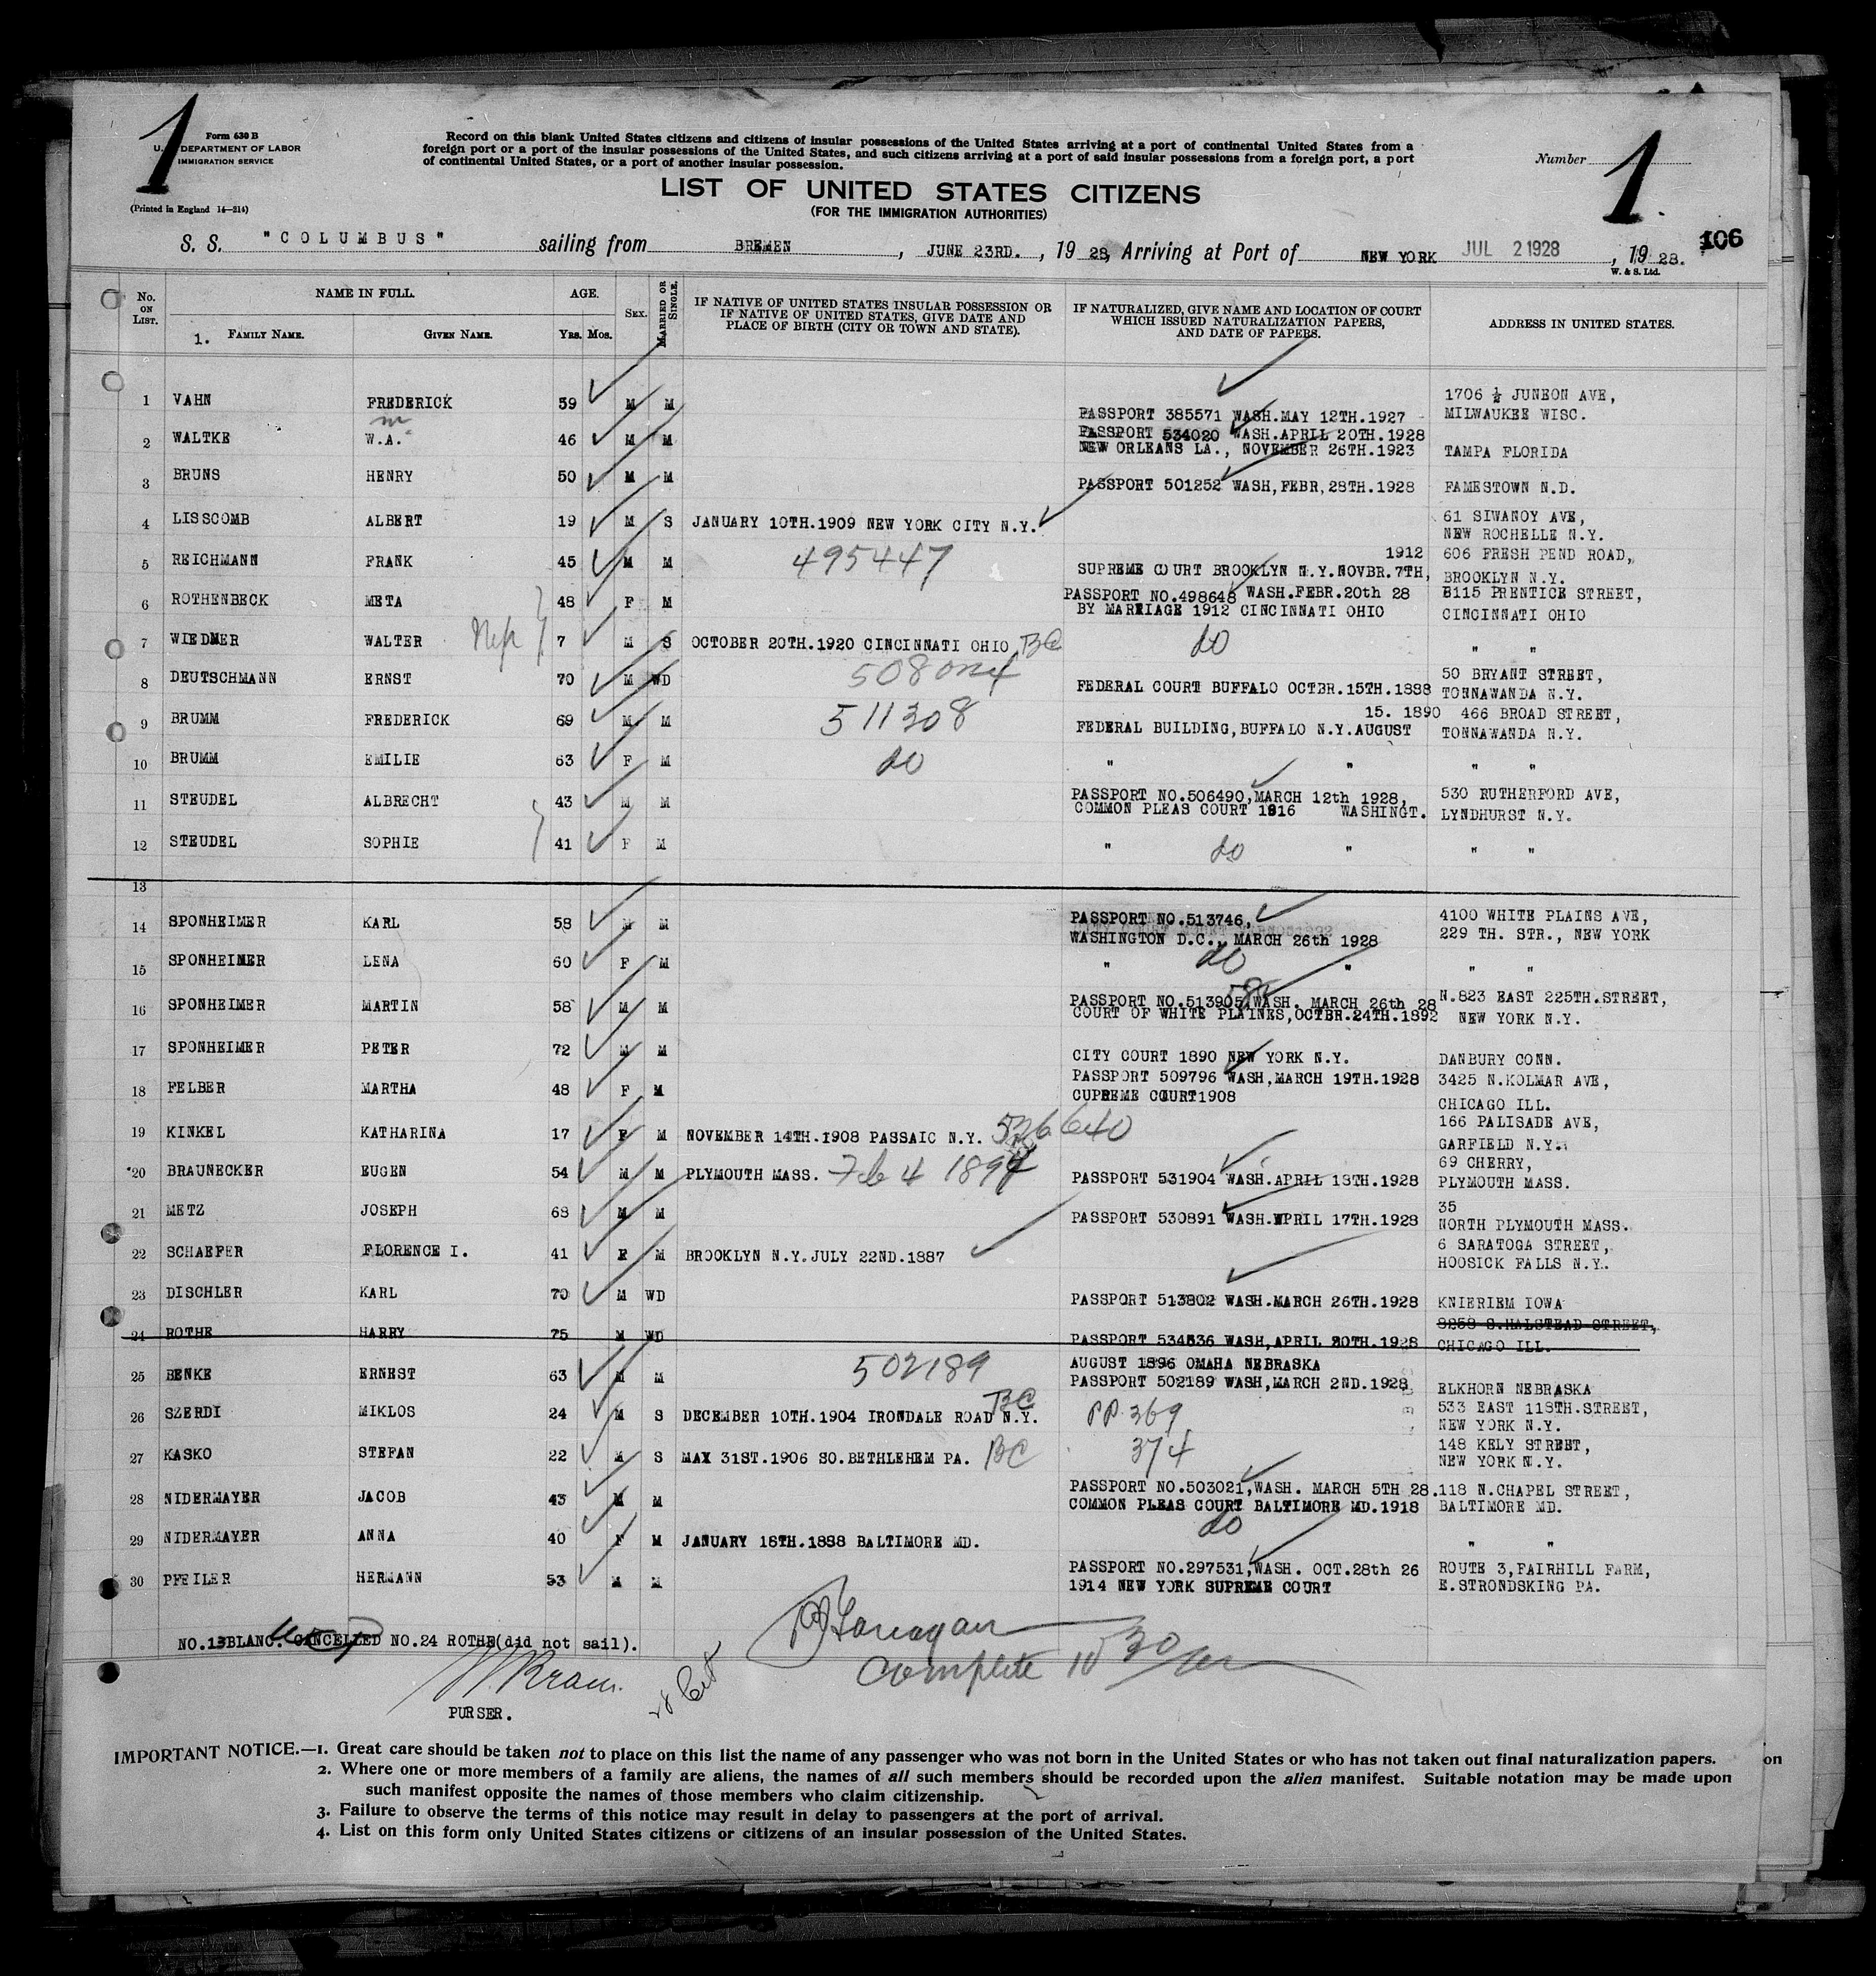 1
Form 630 B
U. DEPARTMENT OF LABOR
IMMIGRATION SERVICE
(Printed in England 14—214)
Record on this blank United States citizens and citizens of insular possessions of the United States arriving at a port of continental United States from a
foreign port or a port of the insular possessions of the United States, and such citizens arriving at a port of said insular possessions from a foreign port, a port
of continental United States, or a port of another insular possession.
Number 1.
LIST OF UNITED STATES CITIZENS
(FOR THE IMMIGRATION AUTHORITIES)
106
S. S. "COLUMBUS" sailing from BREMEN, JUNE 23RD., 19 28, Arriving at Port of NEW YORK JUL 2 1928, 19 28.
W. & S. Ltd.
No. ON LIST. NAME IN FULL. AGE. SEX. MARRIED OR SINGLE. IF NATIVE OF UNITED STATES INSULAR POSSESSION OR IF NATIVE OF UNITED STATES, GIVE DATE AND PLACE OF BIRTH (CITY OR TOWN AND STATE). IF NATURALIZED, GIVE NAME AND LOCATION OF COURT WHICH ISSUED NATURALIZATION PAPERS, AND DATE OF PAPERS. ADDRESS IN UNITED STATES.
1. FAMILY NAME. GIVEN NAME. YRS. MOS.
1 VAHN FREDERICK 59 M M PASSPORT 385571 WASH.MAY 12TH.1927 1706 ½ JUNEON AVE, MILWAUKEE WISC.
2 WALTKE W.A. m 46 M M PASSPORT 534020 WASH.APRIL 20TH.1928 NEW ORLEANS LA., NOVEMBER 26TH.1923 TAMPA FLORIDA
3 BRUNS HENRY 50 M M PASSPORT 501252 WASH,FEBR,28TH.1928 FAMESTOWN N.D.
4 LISSCOMB ALBERT 19 M S JANUARY 10TH.1909 NEW YORK CITY N.Y. 61 SIWANOY AVE, NEW ROCHELLE N.Y.
5 REICHMANN FRANK 45 M M 495447 SUPREME COURT BROOKLYN N.Y.NOVBR.7TH, 1912 606 FRESH PEND ROAD, BROOKLYN N.Y.
6 ROTHENBECK META 48 F M PASSPORT NO.498648 WASH.FEBR.20th 28 BY MARRIAGE 1912 CINCINNATI OHIO B115 PRENTICE STREET, CINCINNATI OHIO
7 WIEDMER WALTER Nep 7 M S OCTOBER 20TH.1920 CINCINNATI OHIO BC do " "
8 DEUTSCHMANN ERNST 70 M WD FEDERAL COURT BUFFALO OCTBR.15TH.1888 50 BRYANT STREET, TONNAWANDA N.Y.
9 BRUMM FREDERICK 69 M M 511308 FEDERAL BUILDING,BUFFALO N.Y.AUGUST 15. 1890 466 BROAD STREET, TONNAWANDA N.Y.
10 BRUMM EMILIE 63 F M do " " " "
11 STEUDEL ALBRECHT 43 M M PASSPORT NO.506490,MARCH 12th 1928, COMMON PLEAS COURT 1916 WASHINGT. 530 RUTHERFORD AVE, LYNDHURST N.Y.
12 STEUDEL SOPHIE 41 F M " do " " "
13
14 SPONHEIMER KARL 58 M M PASSPORT NO.513746, WASHINGTON D.C., MARCH 26th 1928 4100 WHITE PLAINS AVE, 229 TH. STR., NEW YORK
15 SPONHEIMER LENA 60 F M " do " " "
16 SPONHEIMER MARTIN 58 M M PASSPORT NO.513905,WASH. MARCH 26th 28 COURT OF WHITE PLAINES,OCTBR.24TH.1892 N.823 EAST 225TH.STREET, NEW YORK N.Y.
17 SPONHEIMER PETER 72 M M CITY COURT 1890 NEW YORK N.Y. DANBURY CONN.
18 FELBER MARTHA 48 F M PASSPORT 509796 WASH,MARCH 19TH.1928 CUPREME COURT1908 3425 N.KOLMAR AVE, CHICAGO ILL.
19 KINKEL KATHARINA 17 F M NOVEMBER 14TH.1908 PASSAIC N.Y. 526640 166 PALISADE AVE, GARFIELD N.Y.
20 BRAUNECKER EUGEN 54 M M PLYMOUTH MASS. Feb 4 1894 PASSPORT 531904 WASH.APRIL 18TH.1928 69 CHERRY, PLYMOUTH MASS.
21 METZ JOSEPH 68 M M PASSPORT 530891 WASH.APRIL 17TH.1928 35 NORTH PLYMOUTH MASS.
22 SCHAEFER FLORENCE I. 41 F M BROOKLYN N.Y.JULY 22ND.1887 6 SARATOGA STREET, HOOSICK FALLS N.Y.
23 DISCHLER KARL 70 M WD PASSPORT 513802 WASH.MARCH 26TH.1928 KNIERIEM IOWA
24 ROTHE HARRY 75 M WD PASSPORT 534536 WASH,APRIL 20TH.1928 9258 S.HALSTEAD STREET, CHICAGO ILL.
25 BENKE ERNEST 63 M M 502189 AUGUST 1896 OMAHA NEBRASKA PASSPORT 502189 WASH,MARCH 2ND.1928 ELKHORN NEBRASKA
26 SZERDI MIKLOS 24 M S DECEMBER 10TH.1904 IRONDALE ROAD N.Y. BC PP.369 533 EAST 118TH.STREET, NEW YORK N.Y.
27 KASKO STEFAN 22 M S MAX 31ST.1906 SO.BETHLEHEM PA. BC 374 148 KELY STREET, NEW YORK N.Y.
28 NIDERMAYER JACOB 43 M M PASSPORT NO.503021,WASH. MARCH 5TH 28. COMMON PLEAS COURT BALTIMORE MD.1918 118 N.CHAPEL STREET, BALTIMORE MD.
29 NIDERMAYER ANNA 40 F M JANUARY 18TH.1888 BALTIMORE MD. do " "
30 PFEILER HERMANN 53 M M PASSPORT NO.297531,WASH. OCT.28th 26 1914 NEW YORK SUPREME COURT ROUTE 3,FAIRHILL FARM, E.STRONDSKING PA.
NO.13BLANC. CANCELLED NO.24 ROTHE(did not sail).
Complete 10 30
PURSER.
IMPORTANT NOTICE.—1. Great care should be taken not to place on this list the name of any passenger who was not born in the United States or who has not taken out final naturalization papers. on
2. Where one or more members of a family are aliens, the names of all such members should be recorded upon the alien manifest. Suitable notation may be made upon
such manifest opposite the names of those members who claim citizenship.
3. Failure to observe the terms of this notice may result in delay to passengers at the port of arrival.
4. List on this form only United States citizens or citizens of an insular possession of the United States.